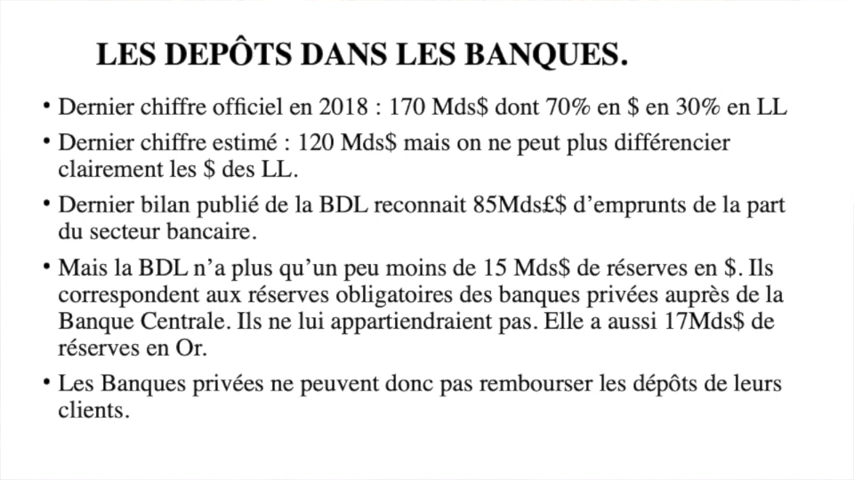 LES DEPÔTS DANS LES BANQUES.
• Dernier chiffre officiel en 2018 : 170 Mds$ dont 70% en $ en 30% en LL
• Dernier chiffre estimé : 120 Mds$ mais on ne peut plus différencier
clairement les $ des LL.
• Dernier bilan publié de la BDL reconnait 85Mds£$ d’emprunts de la part
du secteur bancaire.
• Mais la BDL n’a plus qu’un peu moins de 15 Mds$ de réserves en $. Ils
correspondent aux réserves obligatoires des banques privées auprès de la
Banque Centrale. Ils ne lui appartiendraient pas. Elle a aussi 17Mds$ de
réserves en Or.
• Les Banques privées ne peuvent donc pas rembourser les dépôts de leurs
clients.